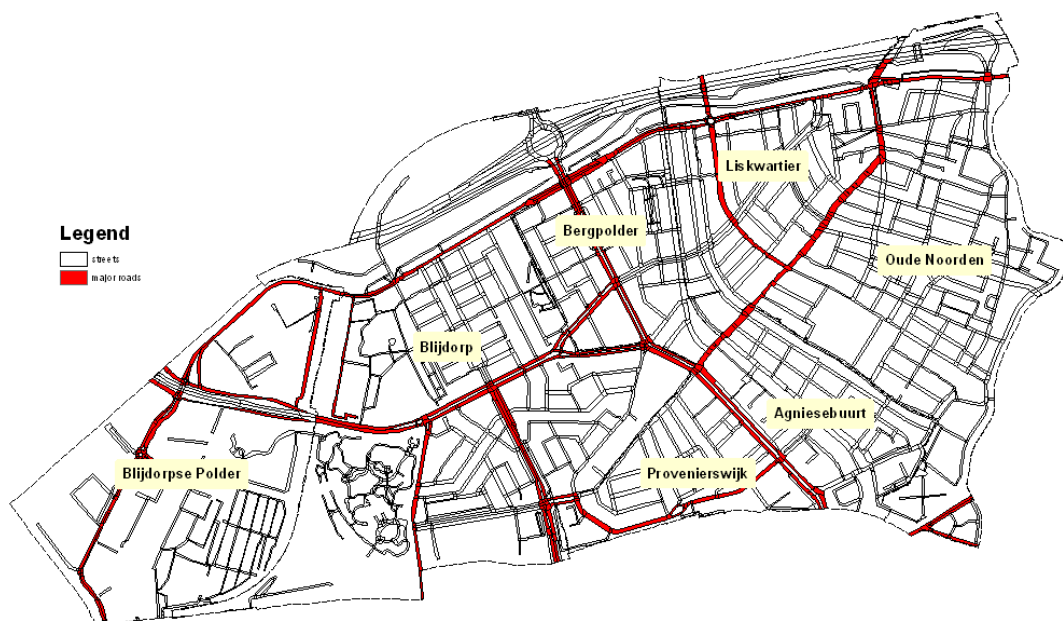 Liskwartier
Bergpolder
Legend
streets
major roads
Oude Noorden
Blijdorp
Agniesebuurt
Blijdorpse Polder
Provenierswijk